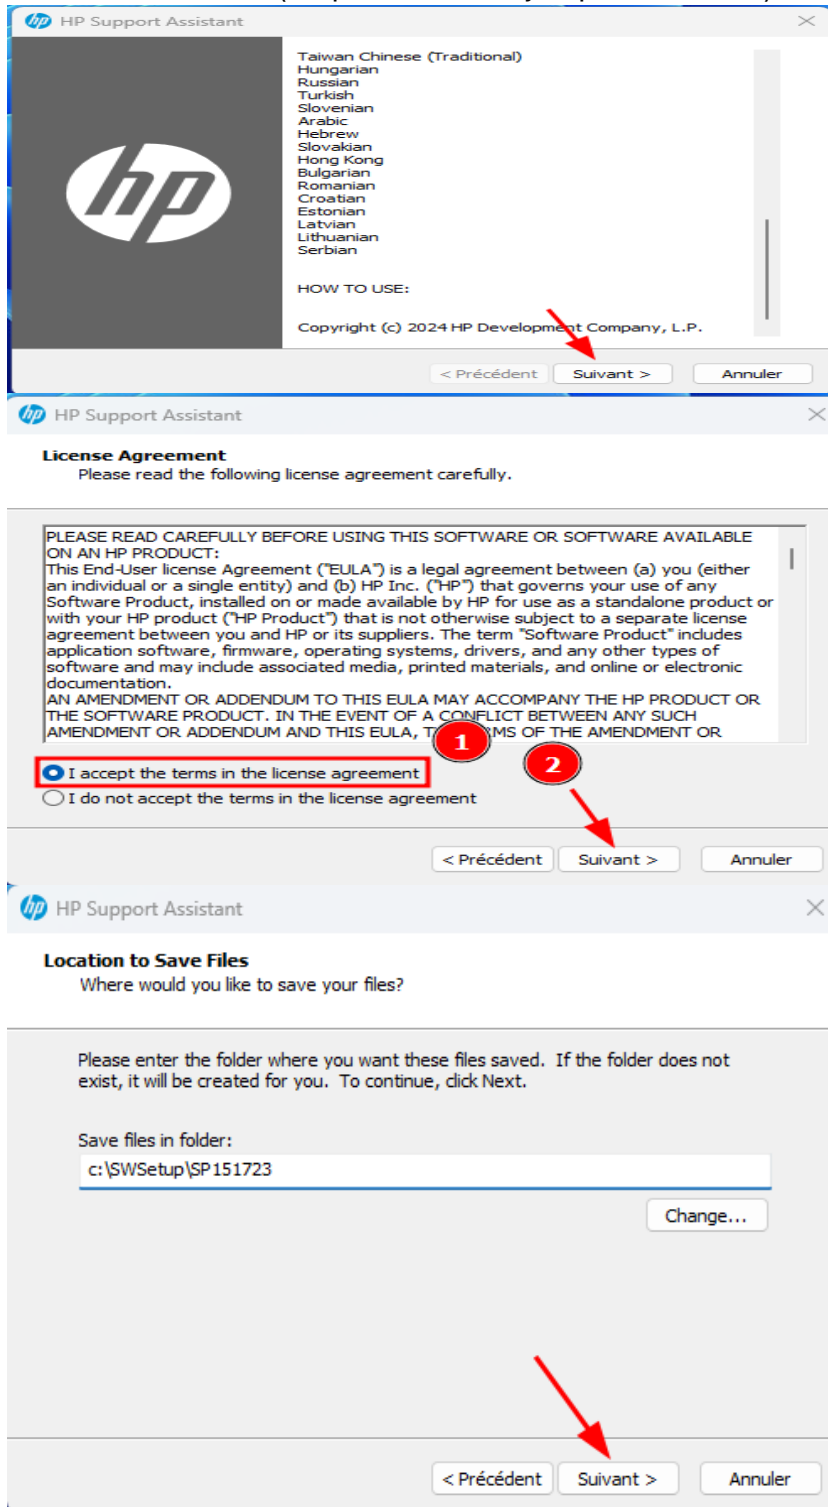 HP Support Assistant
Taiwan Chinese (Traditional)
Hungarian
Russian
Turkish
Slovenian
Arabic
Hebrew
Slovakian
Hong Kong
Bulgarian
Romanian
Croatian
Estonian
Latvian
Lithuanian
Serbian
HOW TO USE:
Copyright (c) 2024 HP Development Company, L.P.
hp
< Précédent Suivant > Annuler
HP Support Assistant
License Agreement
Please read the following license agreement carefully.
PLEASE READ CAREFULLY BEFORE USING THIS SOFTWARE OR SOFTWARE AVAILABLE
ON AN HP PRODUCT:
This End-User license Agreement ("EULA") is a legal agreement between (a) you (either
an individual or a single entity) and (b) HP Inc. ("HP") that governs your use of any
Software Product, installed on or made available by HP for use as a standalone product or
with your HP product ("HP Product") that is not otherwise subject to a separate license
agreement between you and HP or its suppliers. The term "Software Product" includes
application software, firmware, operating systems, drivers, and any other types of
software and may include associated media, printed materials, and online or electronic
documentation.
AN AMENDMENT OR ADDENDUM TO THIS EULA MAY ACCOMPANY THE HP PRODUCT OR
THE SOFTWARE PRODUCT. IN THE EVENT OF A CONFLICT BETWEEN ANY SUCH
AMENDMENT OR ADDENDUM AND THIS EULA, OF THE AMENDMENT OR
1
I accept the terms in the license agreement
2
I do not accept the terms in the license agreement
< Précédent Suivant > Annuler
HP Support Assistant
Location to Save Files
Where would you like to save your files?
Please enter the folder where you want these files saved. If the folder does not
exist, it will be created for you. To continue, click Next.
Save files in folder:
c:\SWSetup\SP151723
Change...
< Précédent Suivant > Annuler